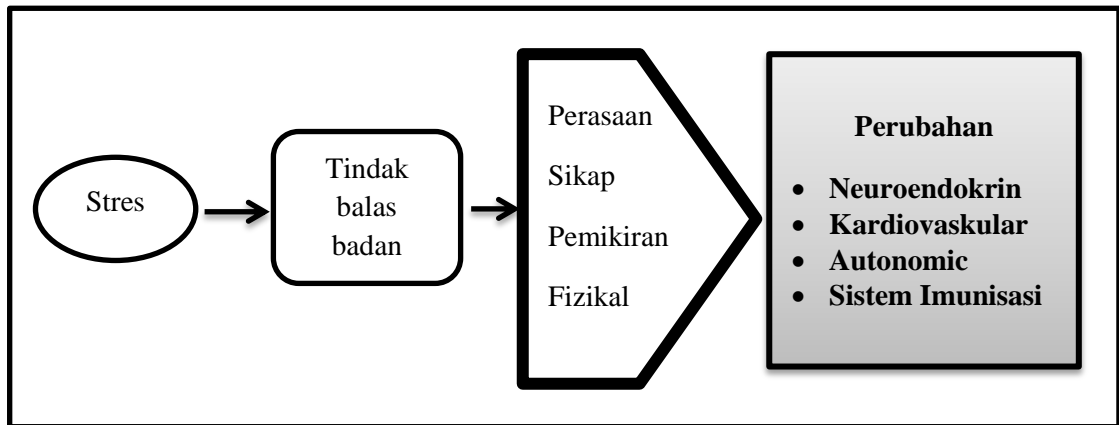 Stres
Tindak
balas
badan
Perasaan
Sikap
Pemikiran
Fizikal
Perubahan
• Neuroendokrin
• Kardiovaskular
• Autonomic
• Sistem Imunisasi